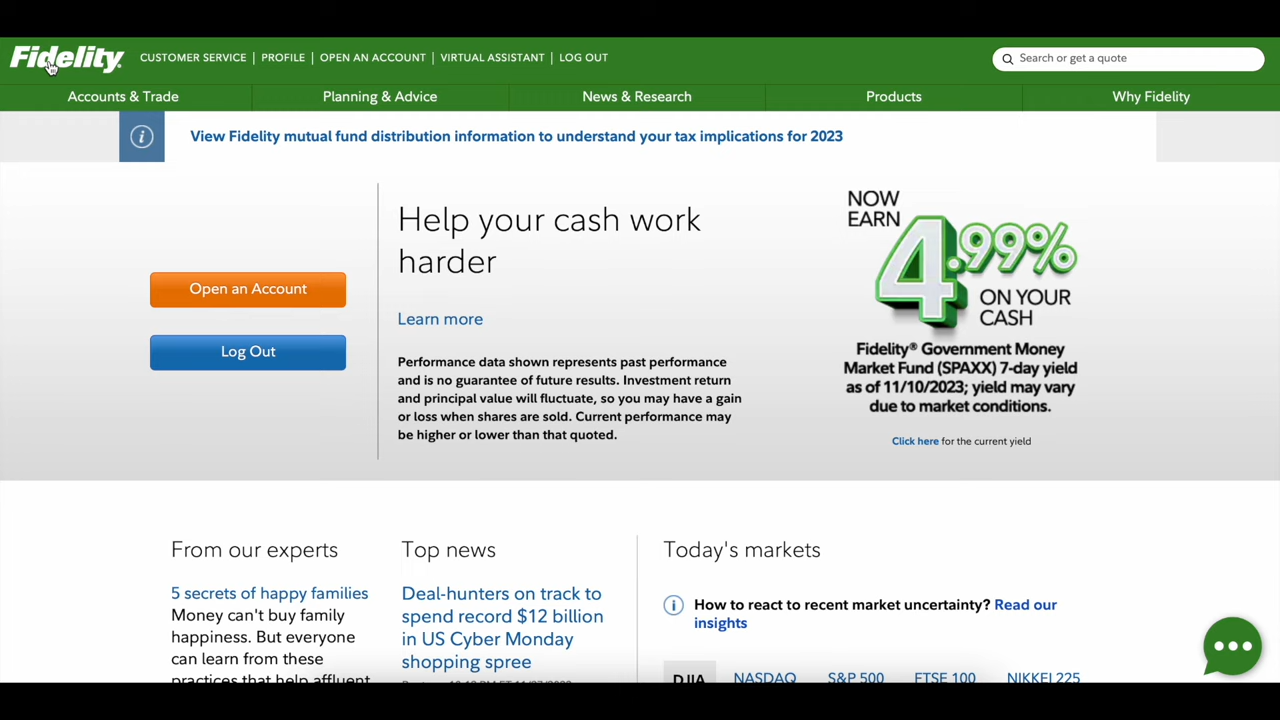 Fidelity
CUSTOMER SERVICE | PROFILE | OPEN AN ACCOUNT | VIRTUAL ASSISTANT | LOG OUT
Search or get a quote
Accounts & Trade
Planning & Advice
News & Research
Products
Why Fidelity
View Fidelity mutual fund distribution information to understand your tax implications for 2023
Open an Account
Log Out
Help your cash work
harder
Learn more
Performance data shown represents past performance
and is no guarantee of future results. Investment return
and principal value will fluctuate, so you may have a gain
or loss when shares are sold. Current performance may
be higher or lower than that quoted.
NOW
EARN
4.99%
ON YOUR
CASH
Fidelity® Government Money
Market Fund (SPAXX) 7-day yield
as of 11/10/2023; yield may vary
due to market conditions.
Click here for the current yield
From our experts
5 secrets of happy families
Money can't buy family
happiness. But everyone
can learn from these
practices that help affluent
Top news
Deal-hunters on track to
spend record $12 billion
in US Cyber Monday
shopping spree
Today's markets
How to react to recent market uncertainty? Read our
insights
DJIA
NASDAQ
S&P 500
FTSE 100
NIKKEI 225